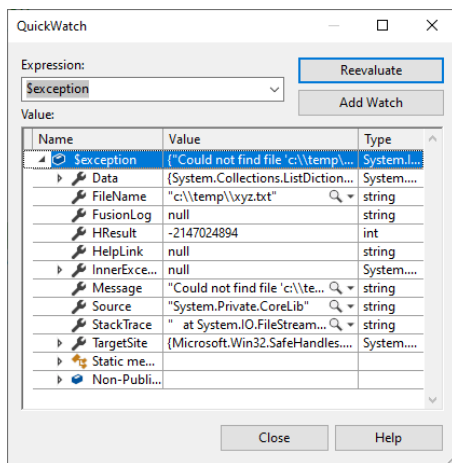 QuickWatch
Expression:
$exception
Reevaluate
Add Watch
Value:
Name Value Type
$exception {"Could not find file 'c:\\temp\... System.I...
Data {System.Collections.ListDiction... System....
FileName "c:\\temp\\xyz.txt" string
FusionLog null string
HResult -2147024894 int
HelpLink null string
InnerExce... null System....
Message "Could not find file 'c:\\te... string
Source "System.Private.CoreLib" string
StackTrace " at System.IO.FileStream... string
TargetSite {Microsoft.Win32.SafeHandles.... System....
Static me...
Non-Publi...
Close Help